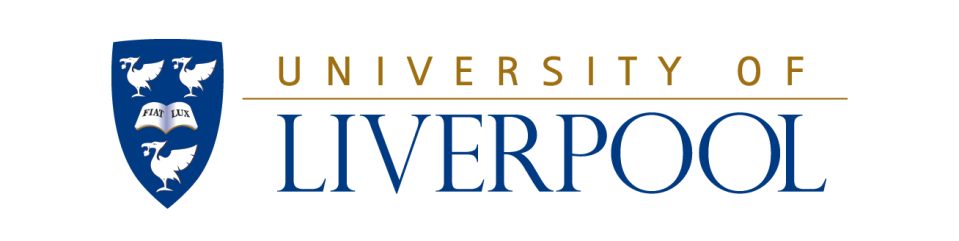 UNIVERSITY OF
FIAT LUX
LIVERPOOL